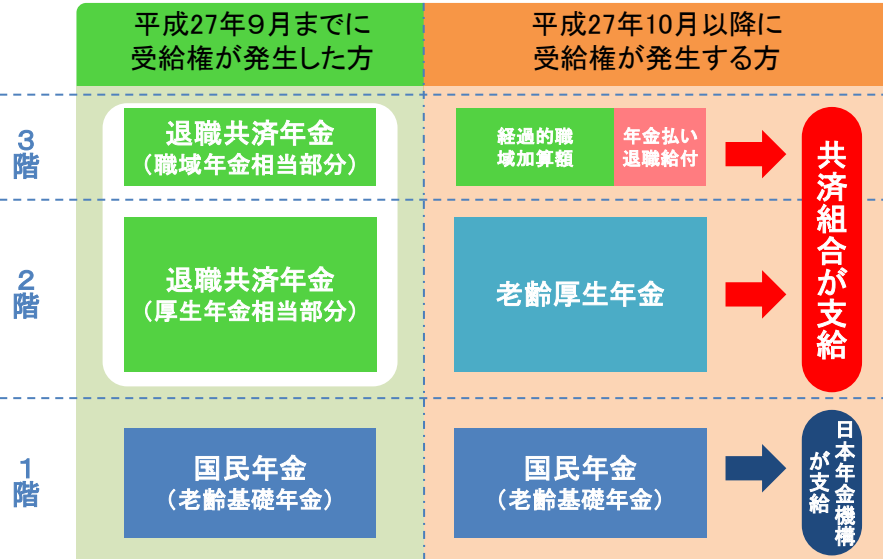 平成27年９月までに
受給権が発生した方
平成27年10月以降に
受給権が発生する方
３
階
退職共済年金
（職域年金相当部分）
経過的職
域加算額
年金払い
退職給付
共済組合が支給
２
階
退職共済年金
（厚生年金相当部分）
老齢厚生年金
１
階
国民年金
（老齢基礎年金）
国民年金
（老齢基礎年金）
日本年金機構
が支給